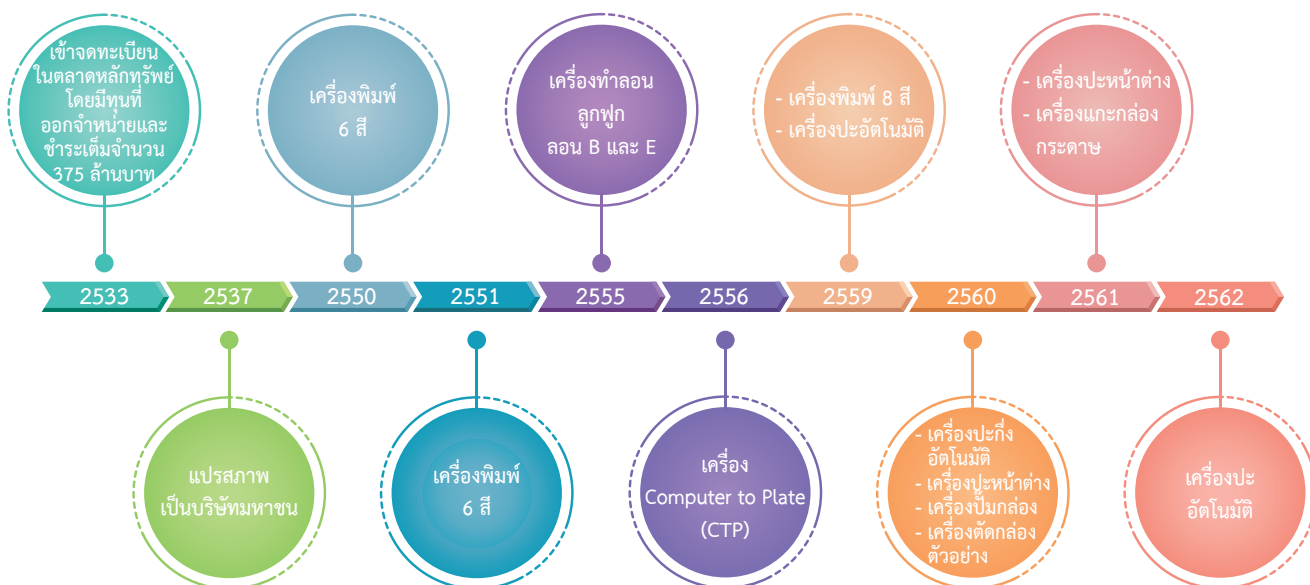 เข้าจดทะเบียน
ในตลาดหลักทรัพย์
โดยมีทุนที่
ออกจำหน่ายและ
ชำระเต็มจำนวน
375 ล้านบาท
เครื่องพิมพ์
6 สี
เครื่องทำลอน
ลูกฟูก
ลอน B และ E
- เครื่องพิมพ์ 8 สี
- เครื่องปะอัตโนมัติ
- เครื่องปะหน้าต่าง
- เครื่องแกะกล่อง
กระดาษ
2533
2537
2550
2551
2555
2556
2559
2560
2561
2562
แปรสภาพ
เป็นบริษัทมหาชน
เครื่องพิมพ์
6 สี
เครื่อง
Computer to Plate
(CTP)
- เครื่องปะกึ่ง
อัตโนมัติ
- เครื่องปะหน้าต่าง
- เครื่องปั๊มกล่อง
- เครื่องตัดกล่อง
ตัวอย่าง
เครื่องปะ
อัตโนมัติ